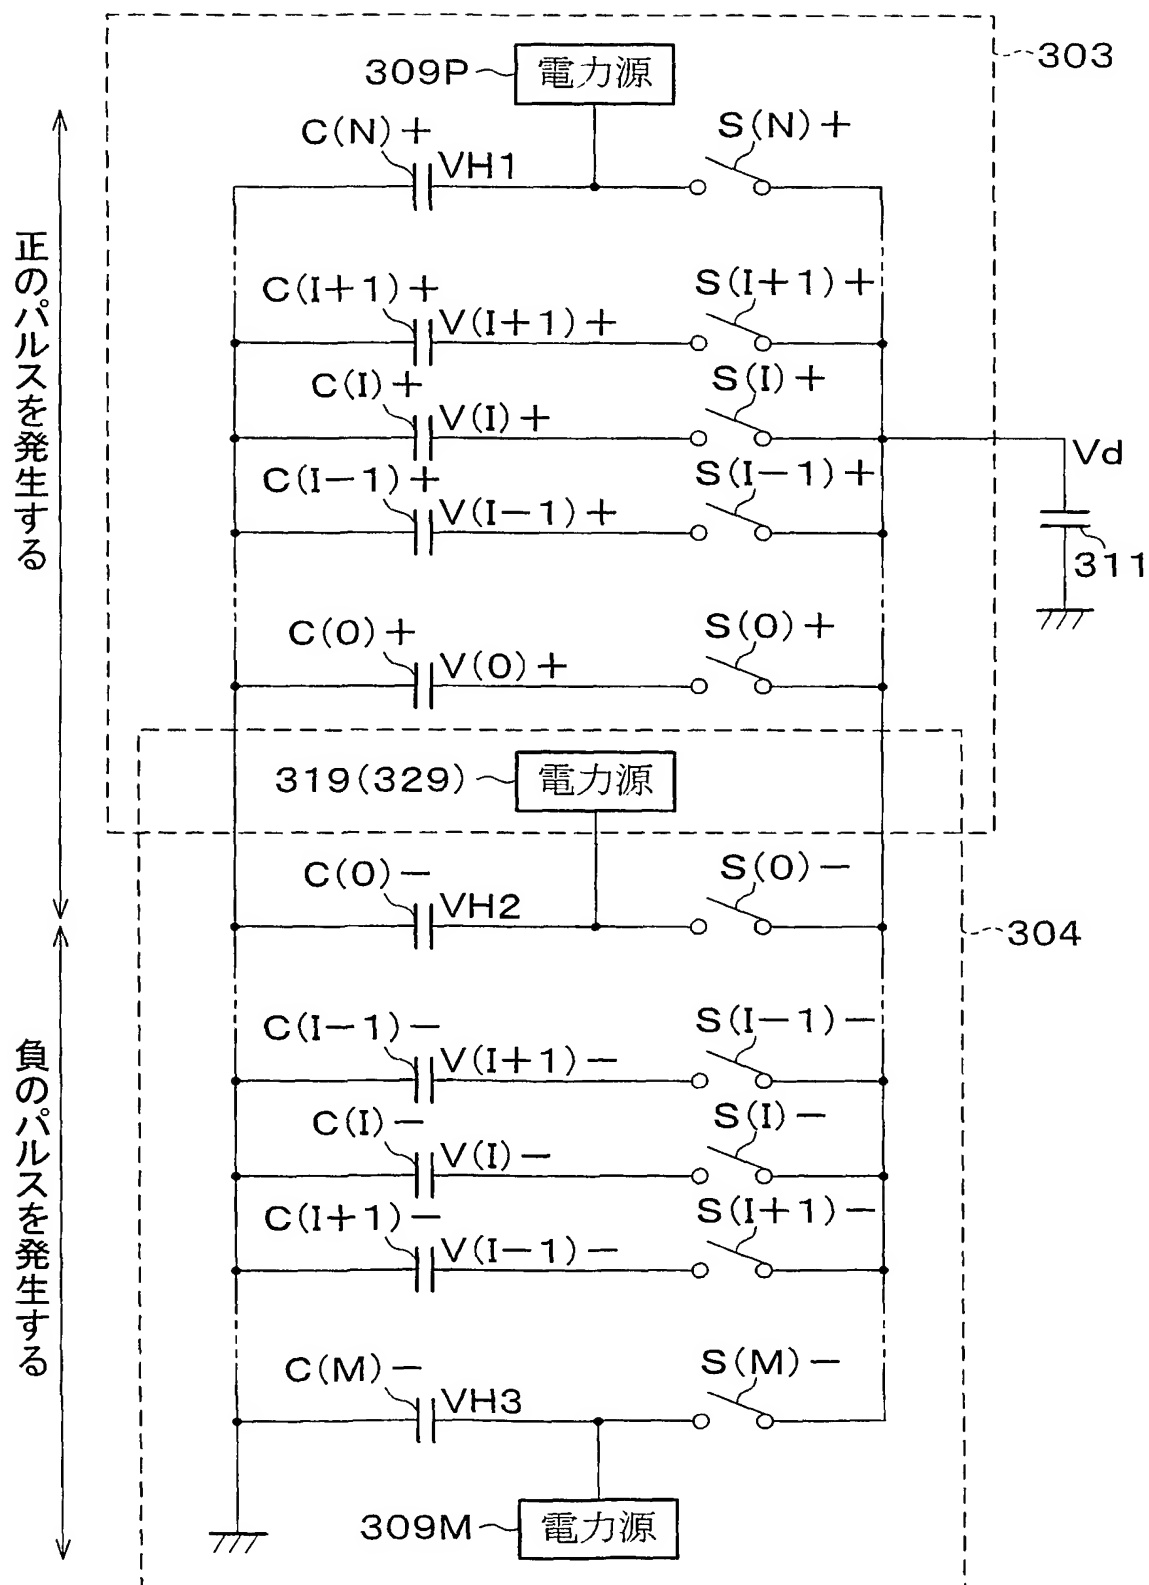 303
309P
電力源
C(N)+
VH1
S(N)+
正のパルスを発生する
C(I+1)+
V(I+1)+
S(I+1)+
C(I)+
V(I)+
S(I)+
Vd
C(I−1)+
V(I−1)+
S(I−1)+
311
C(0)+
V(0)+
S(0)+
319(329)
電力源
C(0)−
VH2
S(0)−
304
負のパルスを発生する
C(I−1)−
V(I+1)−
S(I−1)−
C(I)−
V(I)−
S(I)−
C(I+1)−
V(I−1)−
S(I+1)−
C(M)−
VH3
S(M)−
309M
電力源